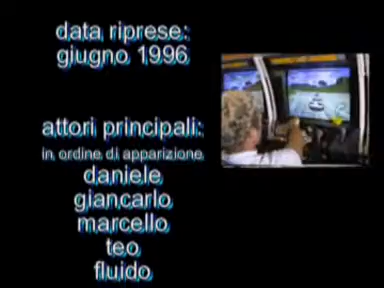 data riprese:
giugno 1996
attori principali:
in ordine di apparizione
daniele
giancarlo
marcello
teo
fluido